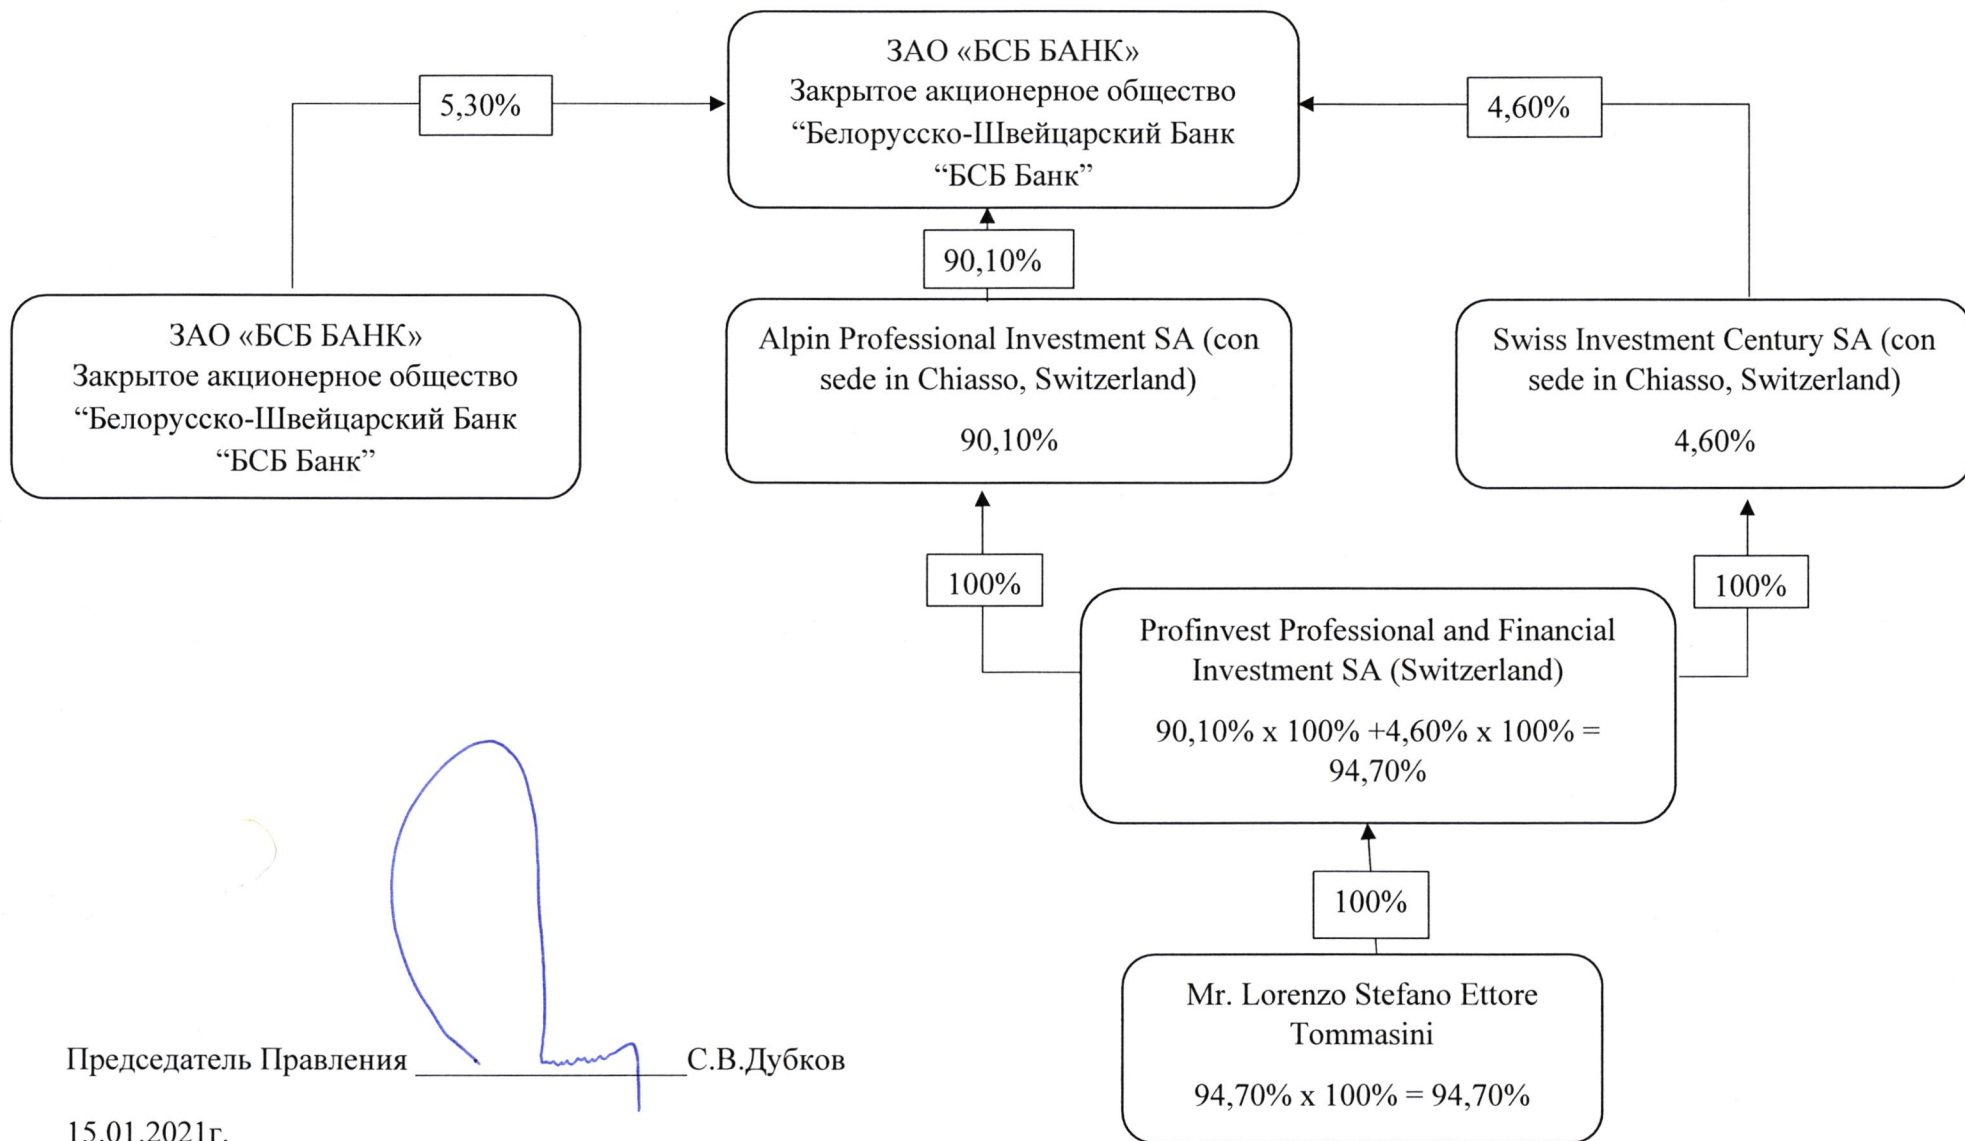 ЗАО «БСБ БАНК»
Закрытое акционерное общество
“Белорусско-Швейцарский Банк
“БСБ Банк”
5,30%
4,60%
90,10%
ЗАО «БСБ БАНК»
Закрытое акционерное общество
“Белорусско-Швейцарский Банк
“БСБ Банк”
Alpin Professional Investment SA (con
sede in Chiasso, Switzerland)
90,10%
Swiss Investment Century SA (con
sede in Chiasso, Switzerland)
4,60%
100%
100%
Profinvest Professional and Financial
Investment SA (Switzerland)
90,10% x 100% +4,60% x 100% =
94,70%
100%
Mr. Lorenzo Stefano Ettore
Tommasini
94,70% x 100% = 94,70%
Председатель Правления С.В.Дубков
15.01.2021г.